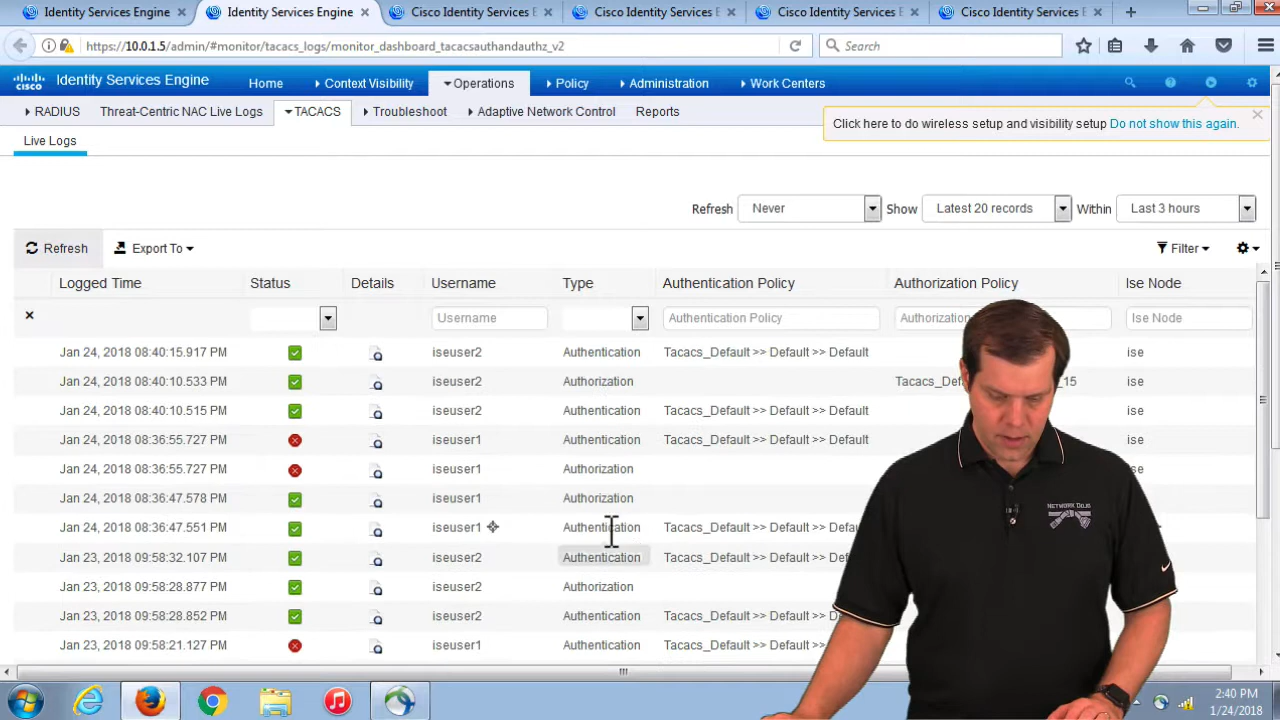 Identity Services Engine
Identity Services Engine
Cisco Identity Services E
Cisco Identity Services E
Cisco Identity Services E
Cisco Identity Services E
https://10.0.1.5/admin/#monitor/tacacs_logs/monitor_dashboard_tacacsauthandauthz_v2
Search
cisco
Identity Services Engine
Home
Context Visibility
Operations
Policy
Administration
Work Centers
RADIUS
Threat-Centric NAC Live Logs
TACACS
Troubleshoot
Adaptive Network Control
Reports
Click here to do wireless setup and visibility setup Do not show this again.
Live Logs
Refresh Never Show Latest 20 records Within Last 3 hours
Refresh Export To Filter
Logged Time Status Details Username Type Authentication Policy Authorization Policy Ise Node
Username Authentication Policy Authorization Ise Node
Jan 24, 2018 08:40:15.917 PM iseuser2 Authentication Tacacs_Default >> Default >> Default ise
Jan 24, 2018 08:40:10.533 PM iseuser2 Authorization _15 ise
Jan 24, 2018 08:40:10.515 PM iseuser2 Authentication Tacacs_Default >> Default >> Default ise
Jan 24, 2018 08:36:55.727 PM iseuser1 Authentication Tacacs_Default >> Default >> Default ise
Jan 24, 2018 08:36:55.727 PM iseuser1 Authorization ise
Jan 24, 2018 08:36:47.578 PM iseuser1 Authorization
Jan 24, 2018 08:36:47.551 PM iseuser1 Authentication Tacacs_Default >> Default >> Defau
Jan 23, 2018 09:58:32.107 PM iseuser2 Authentication Tacacs_Default >> Default >> Def
Jan 23, 2018 09:58:28.877 PM iseuser2 Authorization
Jan 23, 2018 09:58:28.852 PM iseuser2 Authentication Tacacs_Default >> Default >>
Jan 23, 2018 09:58:21.127 PM iseuser1 Authentication Tacacs_Default >> Default >>
NETWORK DOJO
2:40 PM
1/24/2018